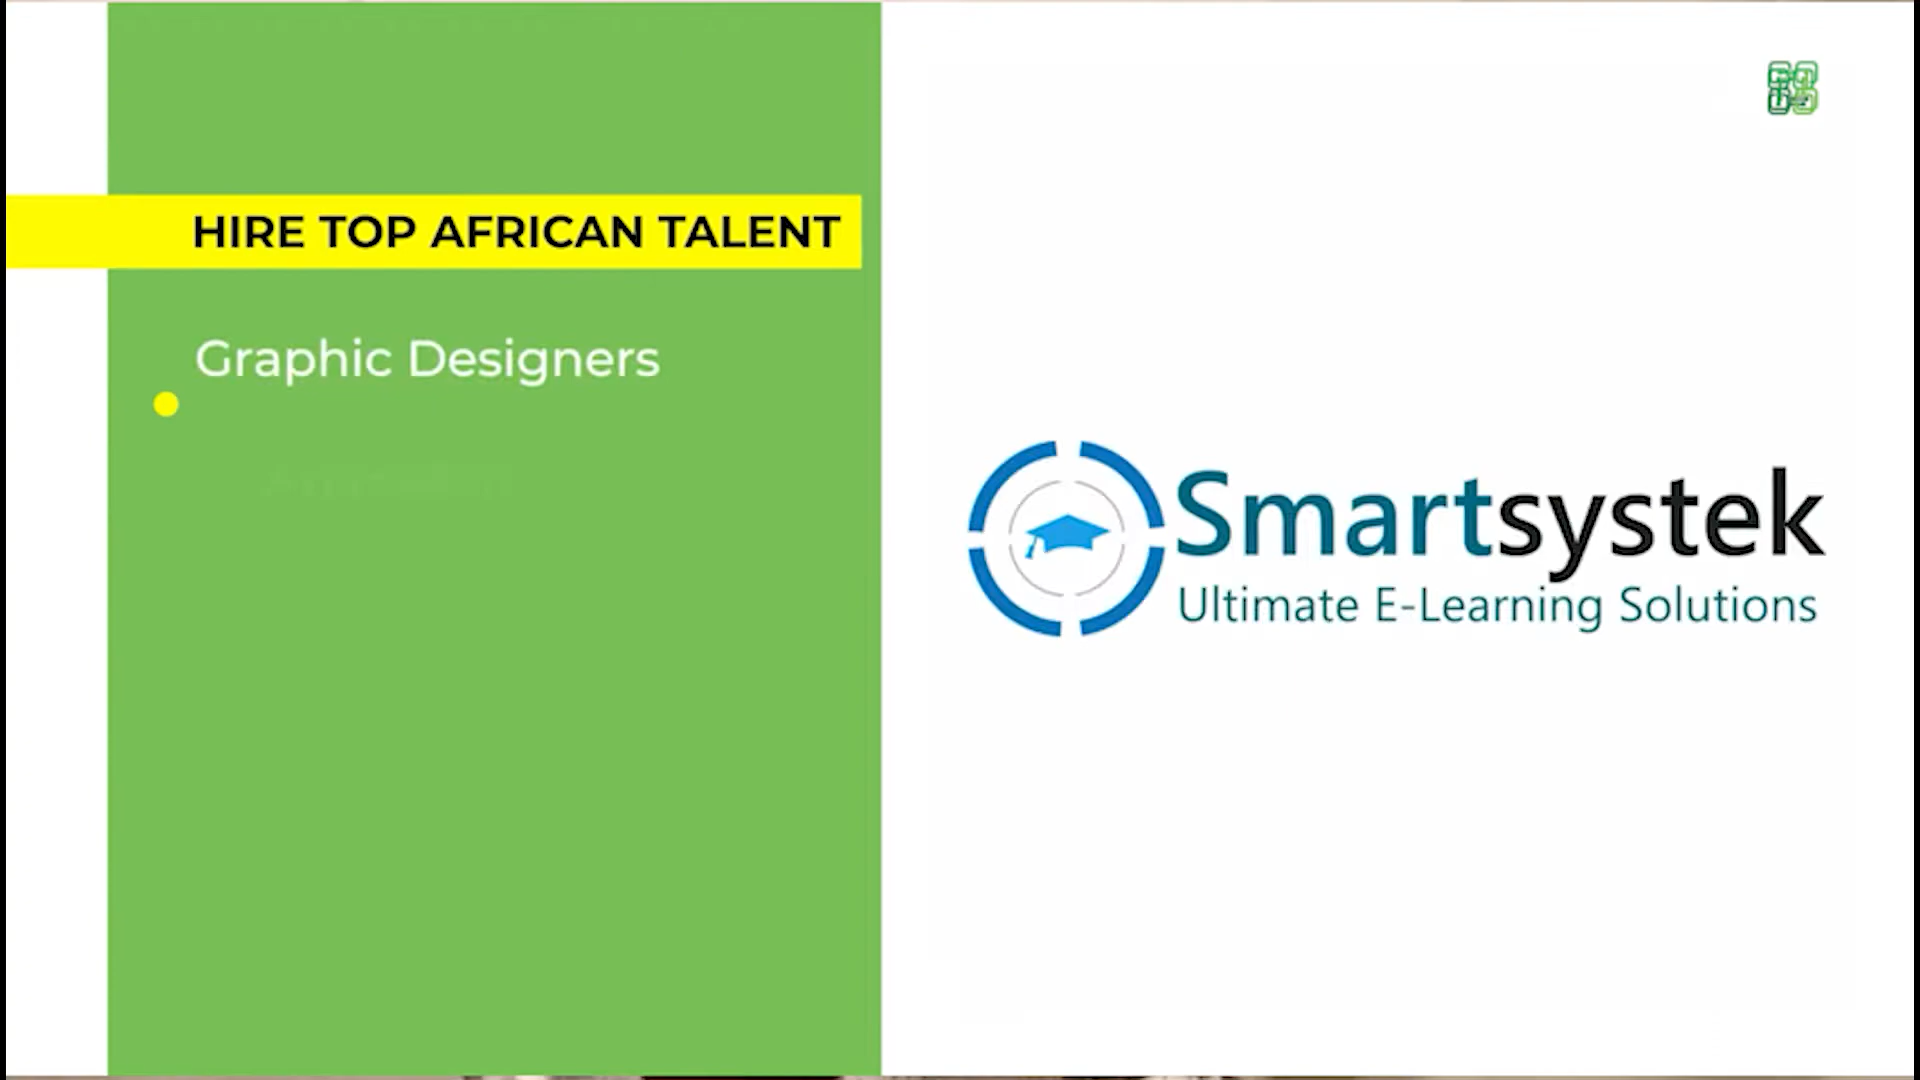 HIRE TOP AFRICAN TALENT
Graphic Designers
Smartsystek
Ultimate E-Learning Solutions